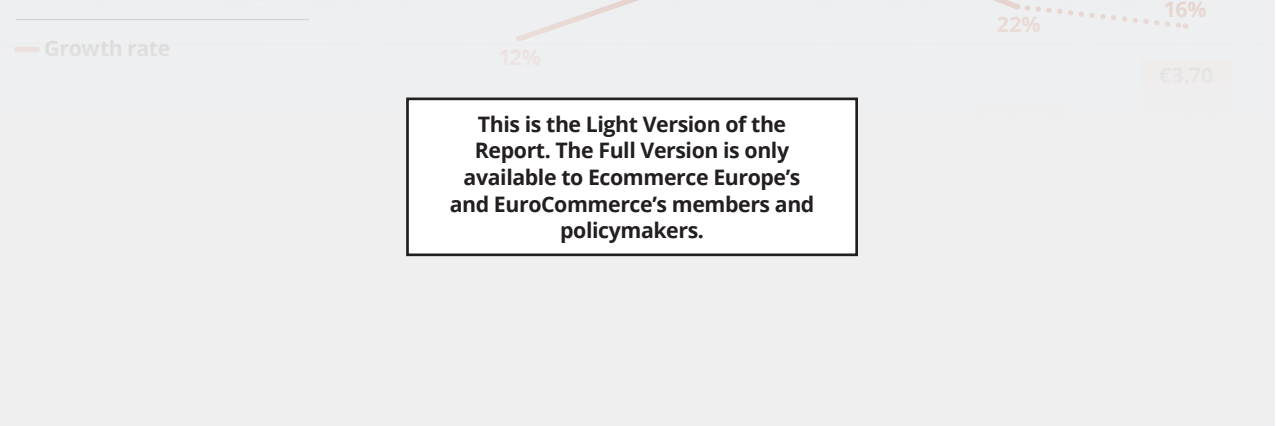 16%
22%
Growth rate
12%
€3.70
This is the Light Version of the
Report. The Full Version is only
available to Ecommerce Europe’s
and EuroCommerce’s members and
policymakers.